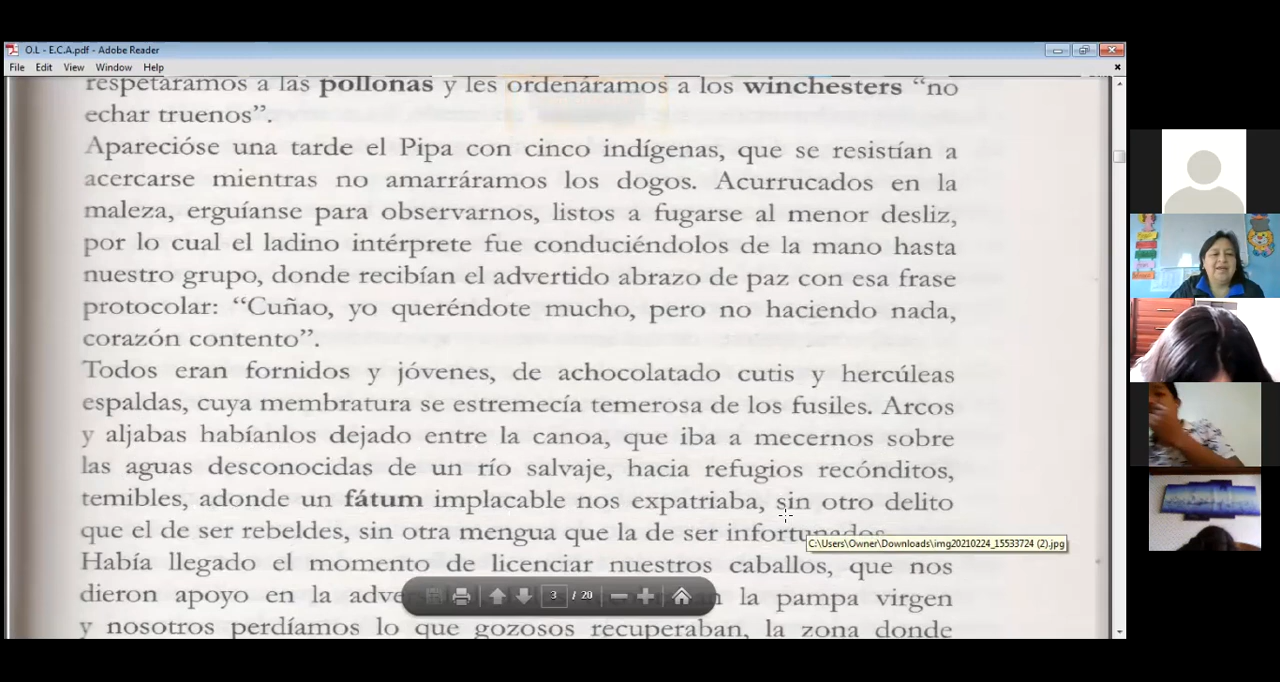 O.L - E.C.A.pdf - Adobe Reader
File Edit View Window Help
respetáramos a las pollonas y les ordenáramos a los winchesters “no
echar truenos”.
Aparecióse una tarde el Pipa con cinco indígenas, que se resistían a
acercarse mientras no amarráramos los dogos. Acurrucados en la
maleza, erguíanse para observarnos, listos a fugarse al menor desliz,
por lo cual el ladino intérprete fue conduciéndolos de la mano hasta
nuestro grupo, donde recibían el advertido abrazo de paz con esa frase
protocolar: “Cuñao, yo queréndote mucho, pero no haciendo nada,
corazón contento”.
Todos eran fornidos y jóvenes, de achocolatado cutis y hercúleas
espaldas, cuya membratura se estremecía temerosa de los fusiles. Arcos
y aljabas habíanlos dejado entre la canoa, que iba a mecernos sobre
las aguas desconocidas de un río salvaje, hacia refugios recónditos,
temibles, adonde un fátum implacable nos expatriaba, sin otro delito
que el de ser rebeldes, sin otra mengua que la de ser infortunados.
C:\Users\Owner\Downloads\img20210224_15533724 (2).jpg
Había llegado el momento de licenciar nuestros caballos, que nos
dieron apoyo en la la pampa virgen
3 / 20
y nosotros perdíamos lo que gozosos recuperaban, la zona donde